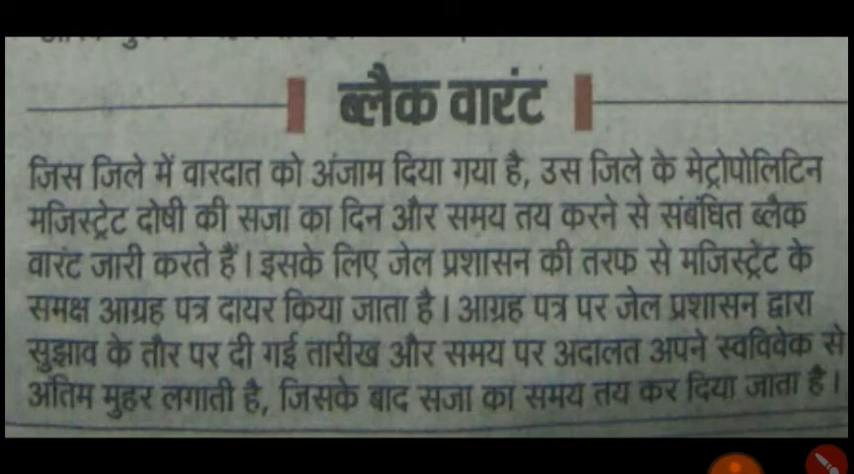 ब्लैक वारंट
जिस जिले में वारदात को अंजाम दिया गया है, उस जिले के मेट्रोपोलिटिन
मजिस्ट्रेट दोषी की सजा का दिन और समय तय करने से संबंधित ब्लैक
वारंट जारी करते हैं। इसके लिए जेल प्रशासन की तरफ से मजिस्ट्रेट के
समक्ष आग्रह पत्र दायर किया जाता है। आग्रह पत्र पर जेल प्रशासन द्वारा
सुझाव के तौर पर दी गई तारीख और समय पर अदालत अपने स्वविवेक से
अंतिम मुहर लगाती है, जिसके बाद सजा का समय तय कर दिया जाता है।